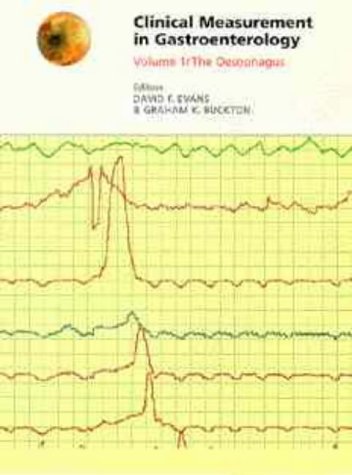 Clinical Measurement
in Gastroenterology
Volume 1:The Oesophagus
Editors
DAVID F. EVANS
& GRAHAM K. BUCKTON